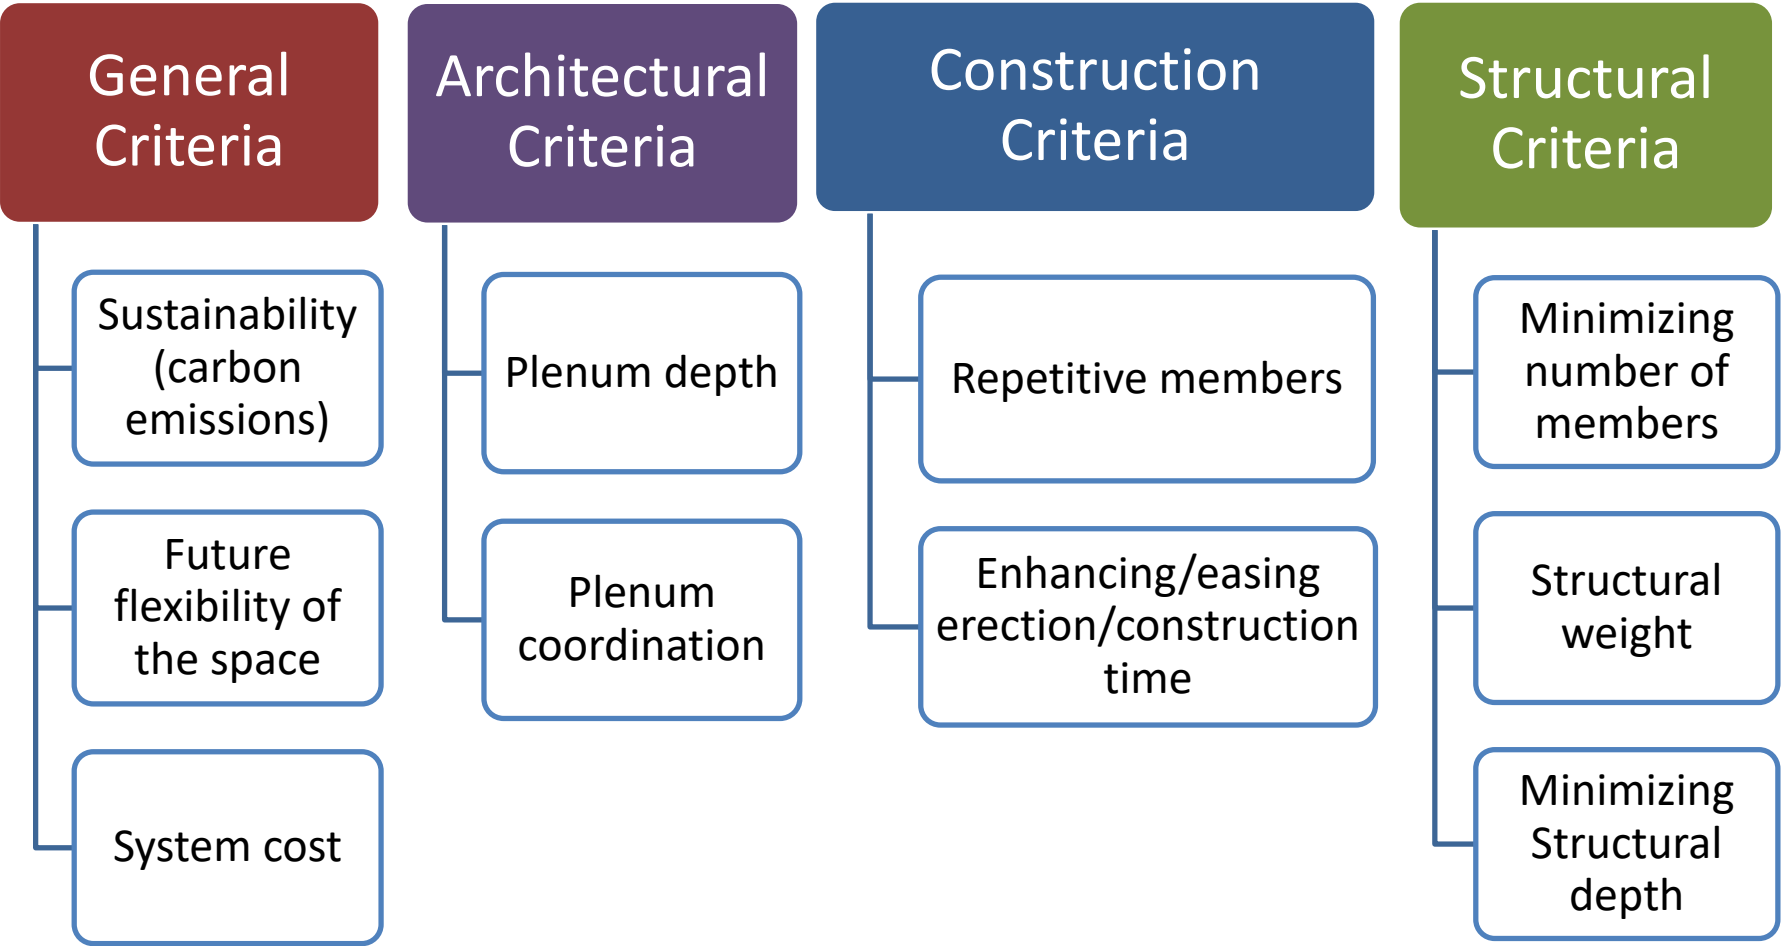 General
Criteria
Sustainability
(carbon
emissions)
Future
flexibility of
the space
System cost
Architectural
Criteria
Plenum depth
Plenum
coordination
Construction
Criteria
Repetitive members
Enhancing/easing
erection/construction
time
Structural
Criteria
Minimizing
number of
members
Structural
weight
Minimizing
Structural
depth